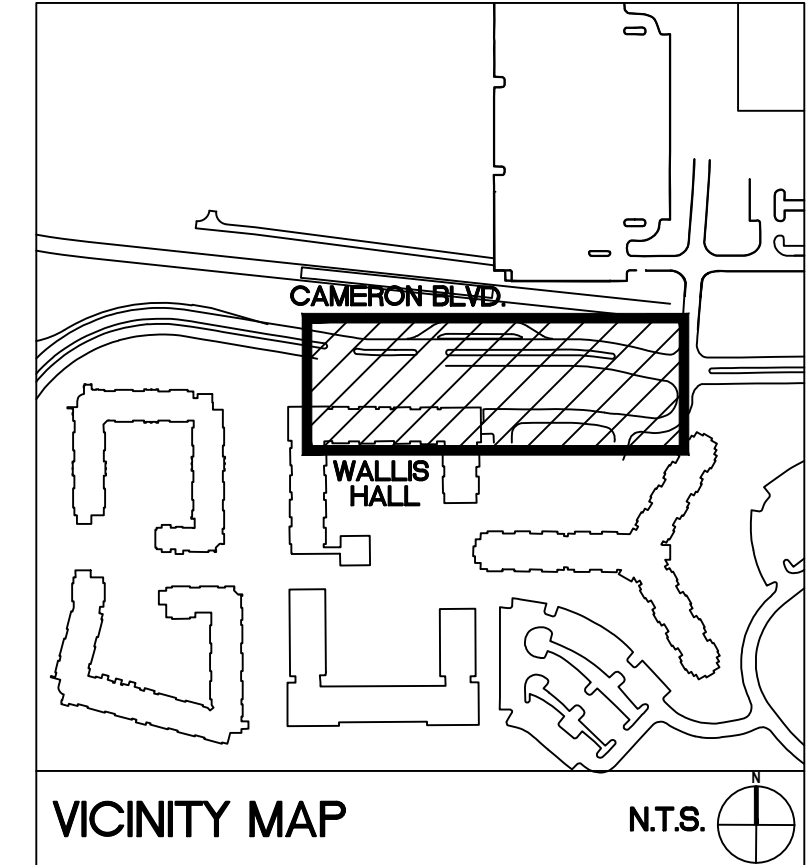 CAMERON BLVD.
WALLIS
HALL
N
VICINITY MAP
N.T.S.